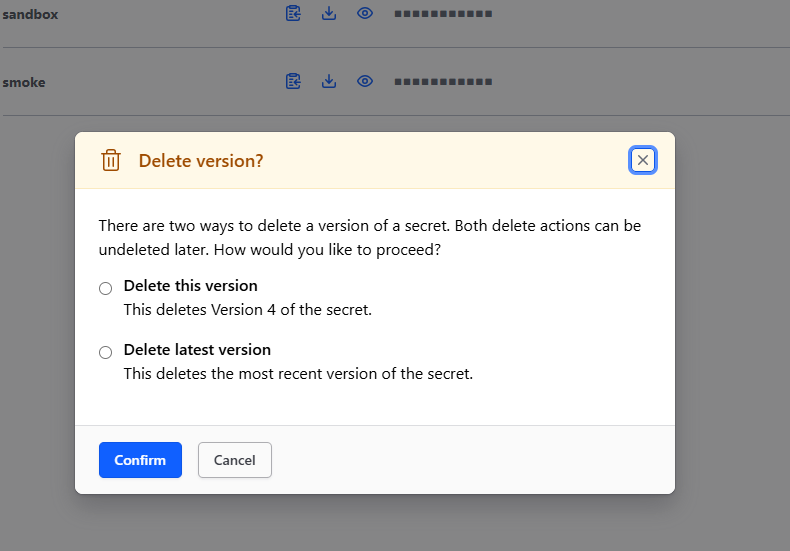 sandbox
smoke
Delete version?
There are two ways to delete a version of a secret. Both delete actions can be
undeleted later. How would you like to proceed?
Delete this version
This deletes Version 4 of the secret.
Delete latest version
This deletes the most recent version of the secret.
Confirm
Cancel